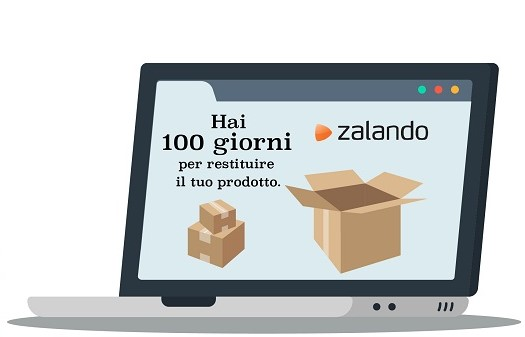 Hai
100 giorni
per restituire
il tuo prodotto.
zalando